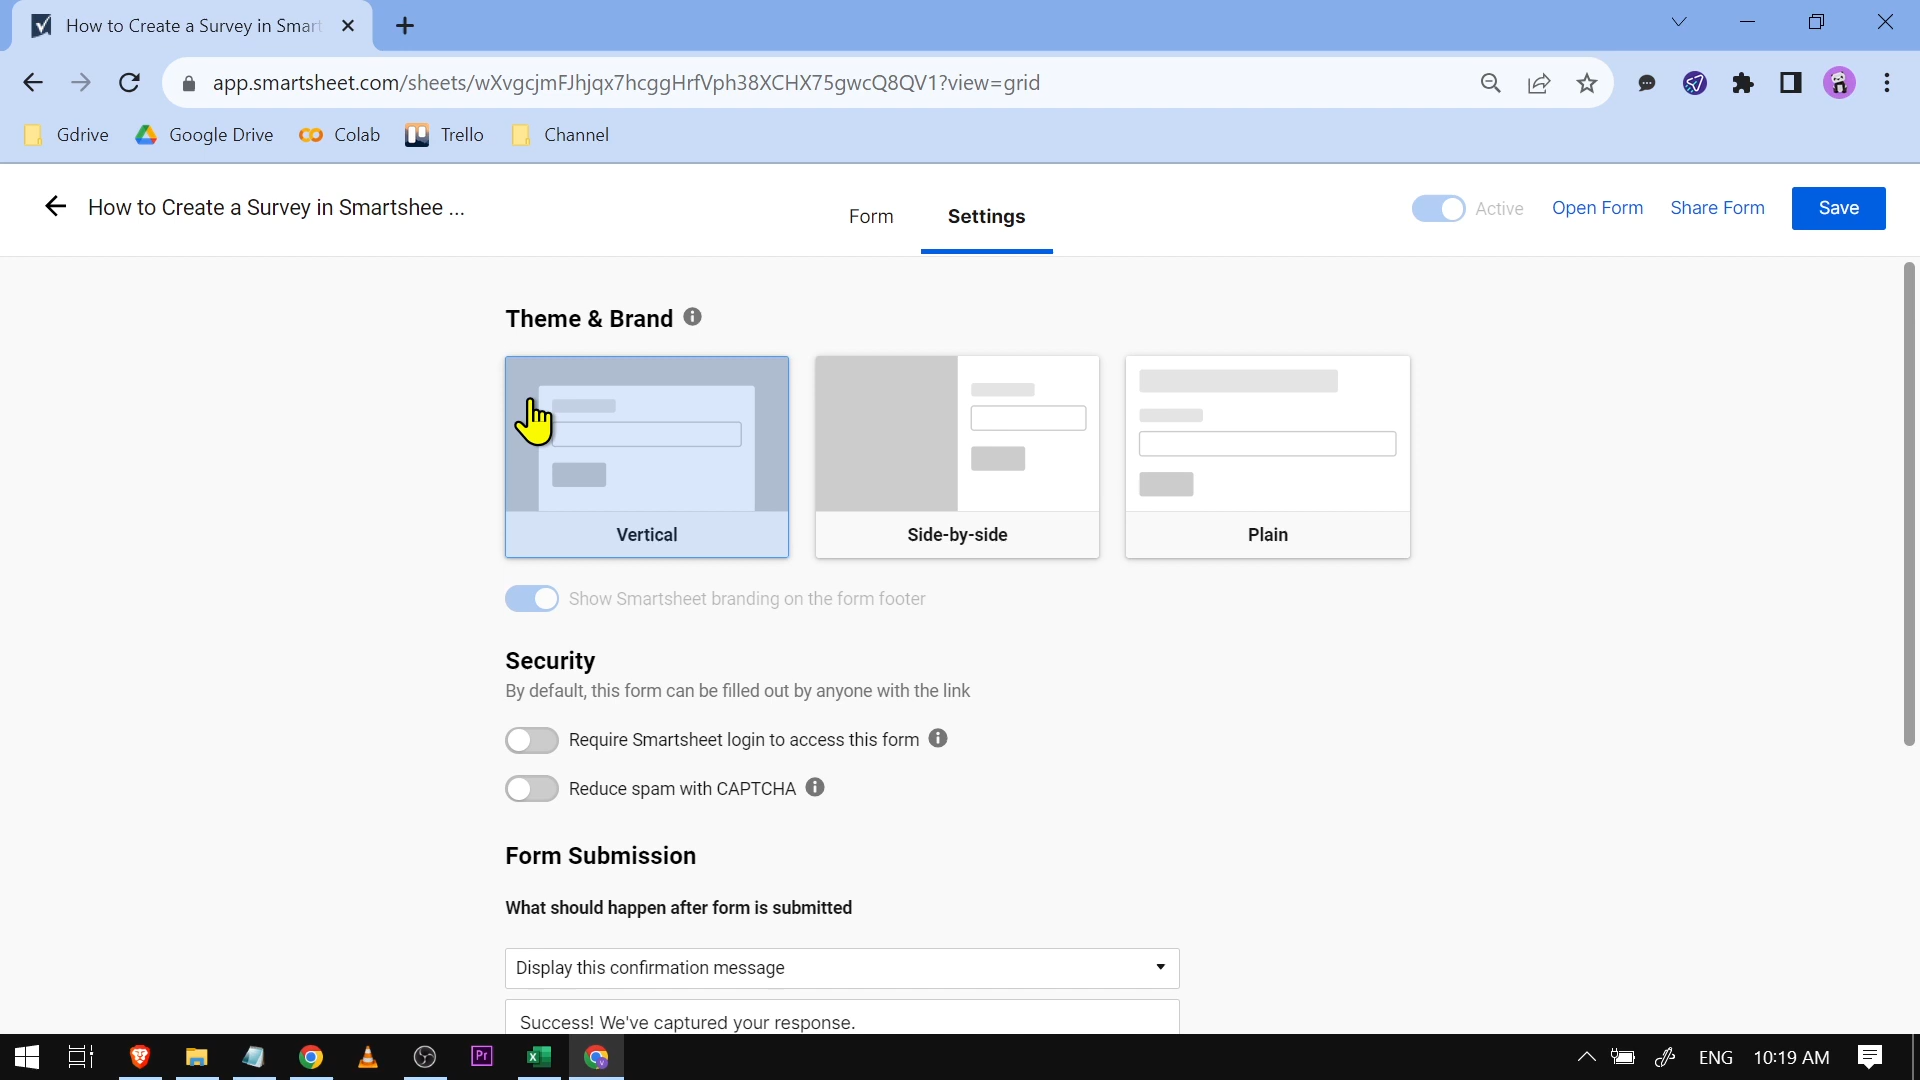 How to Create a Survey in Smart
app.smartsheet.com/sheets/wXvgcjmFJhjqx7hcggHrfVph38XCHX75gwcQ8QV1?view=grid
Gdrive Google Drive Colab Trello Channel
How to Create a Survey in Smartshee ... Form Settings Active Open Form Share Form Save
Theme & Brand
Vertical Side-by-side Plain
Show Smartsheet branding on the form footer
Security
By default, this form can be filled out by anyone with the link
Require Smartsheet login to access this form
Reduce spam with CAPTCHA
Form Submission
What should happen after form is submitted
Display this confirmation message
Success! We've captured your response.
Pr X ENG 10:19 AM